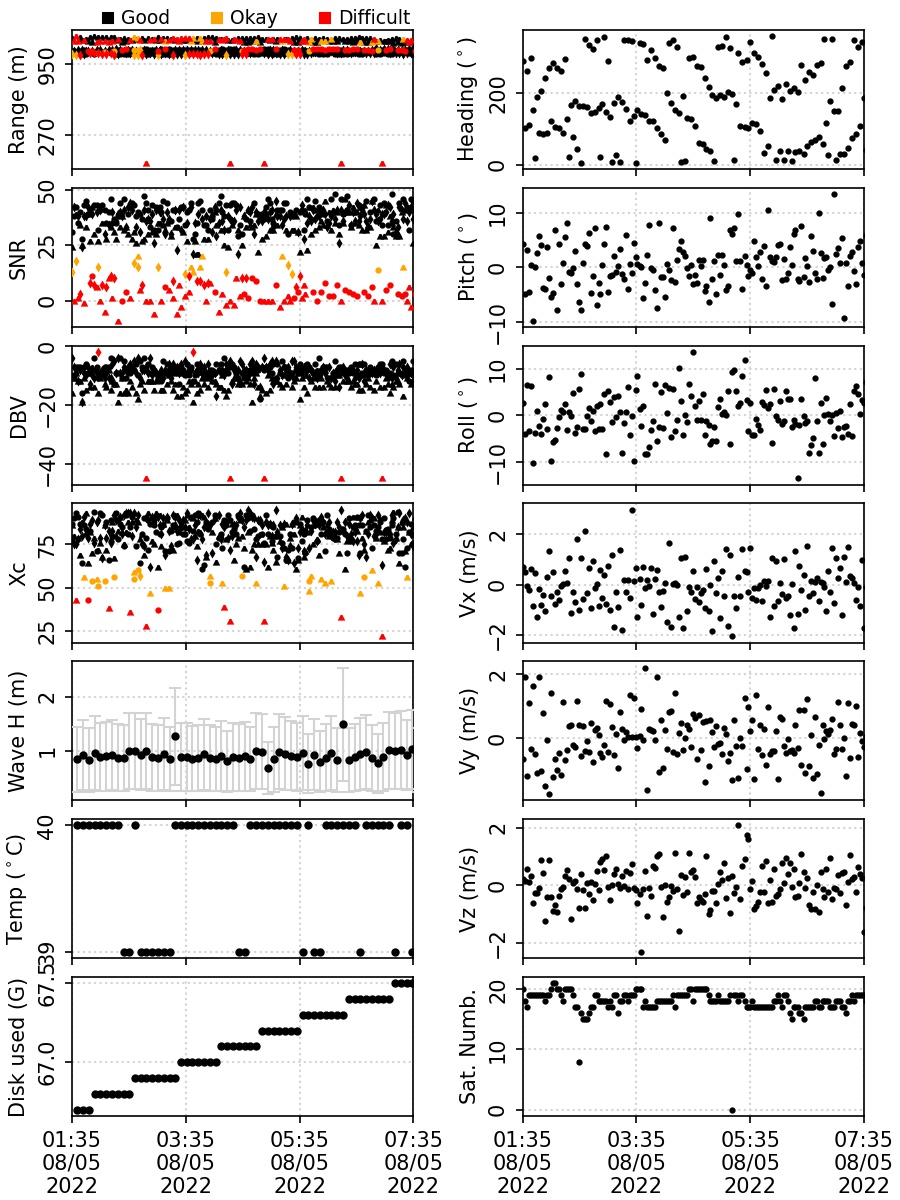 Good Okay Difficult
Range (m)
950
270
Heading (°)
200
0
SNR
50
25
0
Pitch (°)
10
0
−10
DBV
0
−20
−40
Roll (°)
10
0
−10
Xc
75
50
25
Vx (m/s)
2
0
−2
Wave H (m)
2
1
Vy (m/s)
2
0
Temp (°C)
40
39
Vz (m/s)
2
0
−2
Disk used (G)
67.5
67.0
Sat. Numb.
20
10
0
01:35 03:35 05:35 07:35
08/05 08/05 08/05 08/05
2022 2022 2022 2022
01:35 03:35 05:35 07:35
08/05 08/05 08/05 08/05
2022 2022 2022 2022